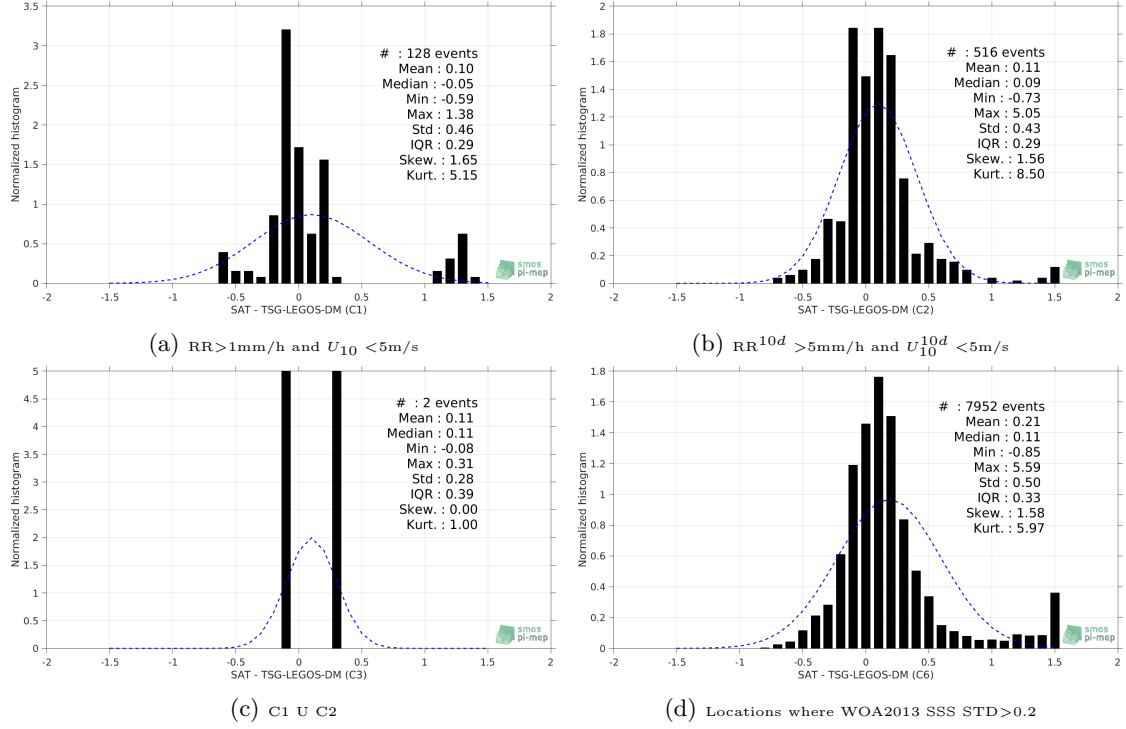 3.5
3
2.5
2
1.5
1
0.5
0
Normalized histogram
-2 -1.5 -1 -0.5 0 0.5 1 1.5 2
SAT - TSG-LEGOS-DM (C1)
# : 128 events
Mean : 0.10
Median : -0.05
Min : -0.59
Max : 1.38
Std : 0.46
IQR : 0.29
Skew. : 1.65
Kurt. : 5.15
smos
pi-mep
(a) RR>1mm/h and U10 <5m/s
2
1.8
1.6
1.4
1.2
1
0.8
0.6
0.4
0.2
0
Normalized histogram
-2 -1.5 -1 -0.5 0 0.5 1 1.5 2
SAT - TSG-LEGOS-DM (C2)
# : 516 events
Mean : 0.11
Median : 0.09
Min : -0.73
Max : 5.05
Std : 0.43
IQR : 0.29
Skew. : 1.56
Kurt. : 8.50
smos
pi-mep
(b) RR^10d >5mm/h and U10^10d <5m/s
5
4.5
4
3.5
3
2.5
2
1.5
1
0.5
0
Normalized histogram
-2 -1.5 -1 -0.5 0 0.5 1 1.5 2
SAT - TSG-LEGOS-DM (C3)
# : 2 events
Mean : 0.11
Median : 0.11
Min : -0.08
Max : 0.31
Std : 0.28
IQR : 0.39
Skew. : 0.00
Kurt. : 1.00
smos
pi-mep
(c) C1 U C2
1.8
1.6
1.4
1.2
1
0.8
0.6
0.4
0.2
0
Normalized histogram
-2 -1.5 -1 -0.5 0 0.5 1 1.5 2
SAT - TSG-LEGOS-DM (C6)
# : 7952 events
Mean : 0.21
Median : 0.11
Min : -0.85
Max : 5.59
Std : 0.50
IQR : 0.33
Skew. : 1.58
Kurt. : 5.97
smos
pi-mep
(d) Locations where WOA2013 SSS STD>0.2